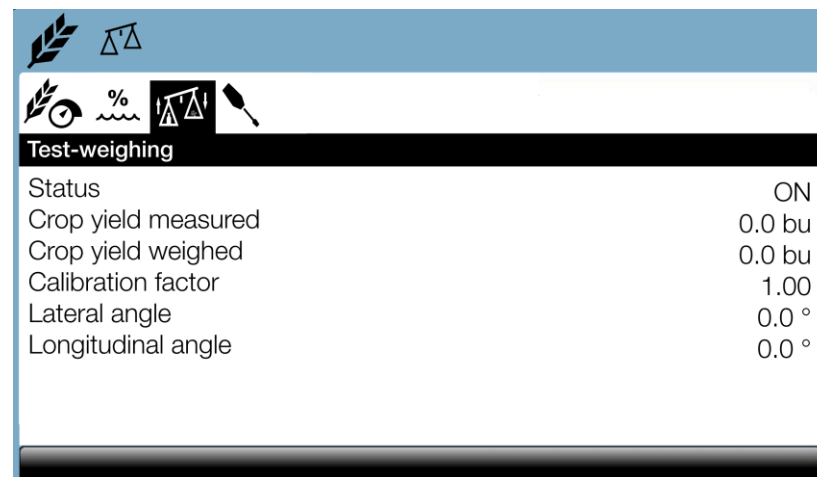 %
Test-weighing
Status ON
Crop yield measured 0.0 bu
Crop yield weighed 0.0 bu
Calibration factor 1.00
Lateral angle 0.0 °
Longitudinal angle 0.0 °